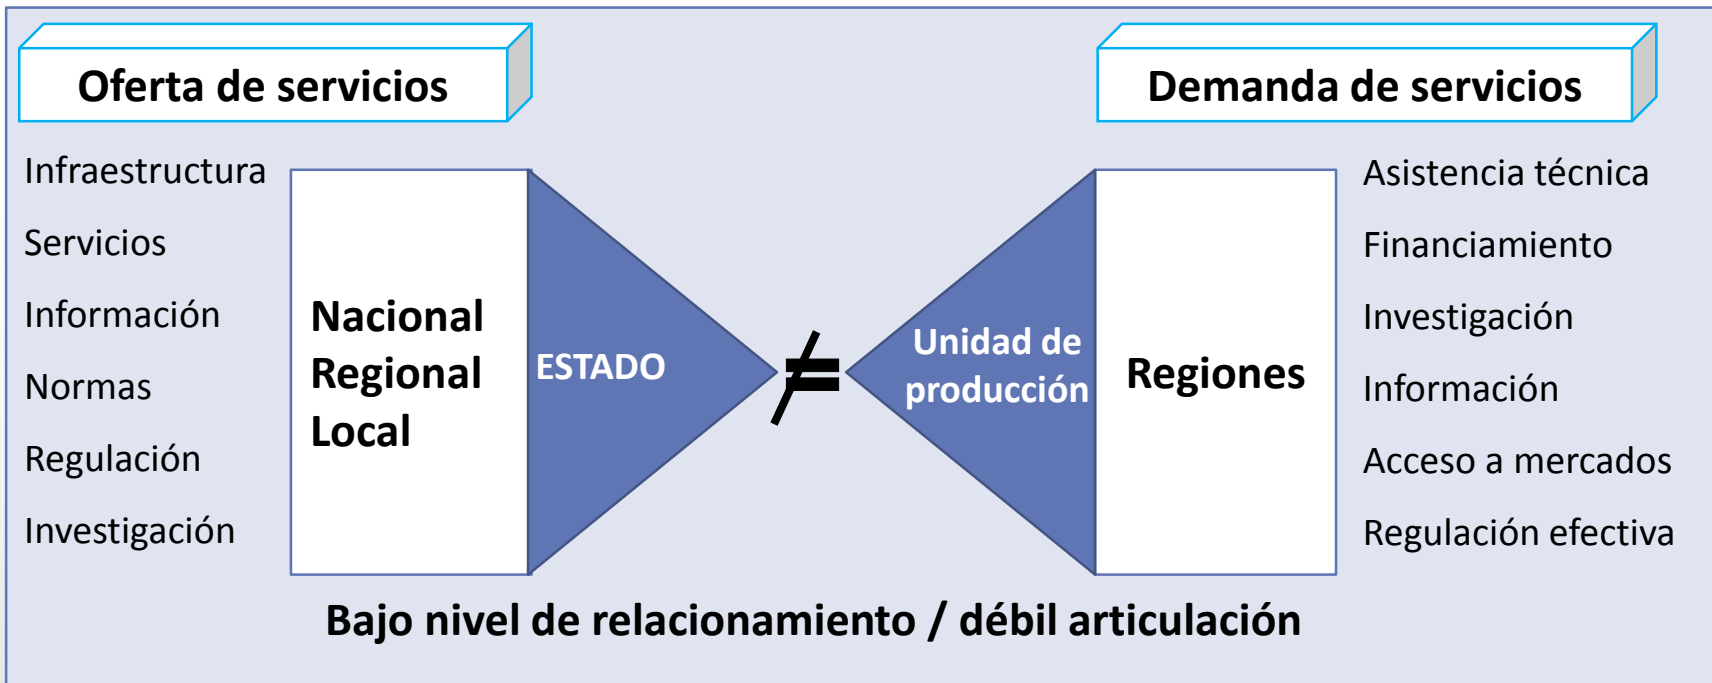 Oferta de servicios
Infraestructura
Servicios
Información
Normas
Regulación
Investigación
Nacional
Regional
Local
ESTADO
≠
Unidad de
producción
Regiones
Demanda de servicios
Asistencia técnica
Financiamiento
Investigación
Información
Acceso a mercados
Regulación efectiva
Bajo nivel de relacionamiento / débil articulación